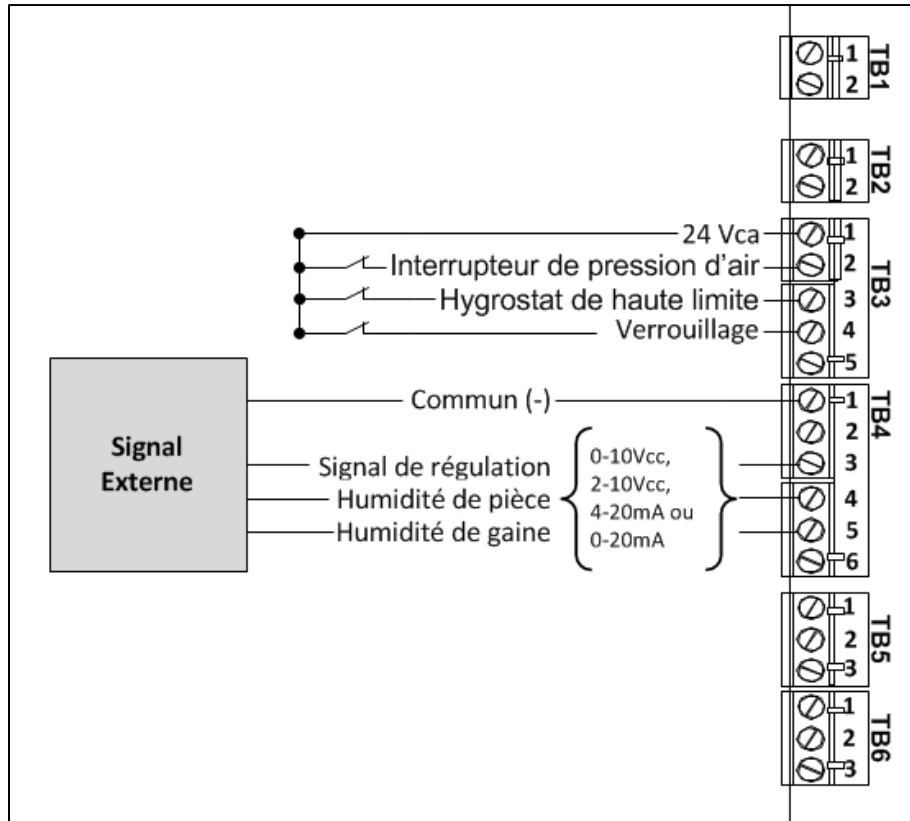 1
2
TB1
1
2
TB2
24 Vca
1
Interrupteur de pression d'air
2
Hygrostat de haute limite
3
Verrouillage
4
5
TB3
Signal
Externe
Commun (-)
1
2
Signal de régulation
3
Humidité de pièce
4
Humidité de gaine
5
6
0-10Vcc,
2-10Vcc,
4-20mA ou
0-20mA
TB4
1
2
3
TB5
1
2
3
TB6